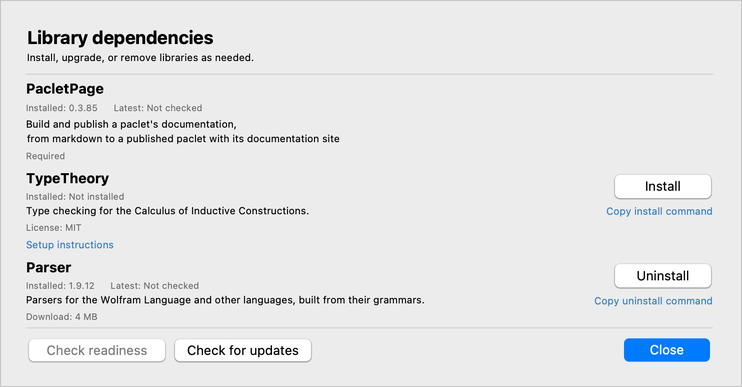 Library dependencies
Install, upgrade, or remove libraries as needed.
PacletPage
Installed: 0.3.85 Latest: Not checked
Build and publish a paclet's documentation,
from markdown to a published paclet with its documentation site
Required
TypeTheory
Installed: Not installed
Type checking for the Calculus of Inductive Constructions.
License: MIT
Setup instructions
Install
Copy install command
Parser
Installed: 1.9.12 Latest: Not checked
Parsers for the Wolfram Language and other languages, built from their grammars.
Download: 4 MB
Uninstall
Copy uninstall command
Check readiness
Check for updates
Close